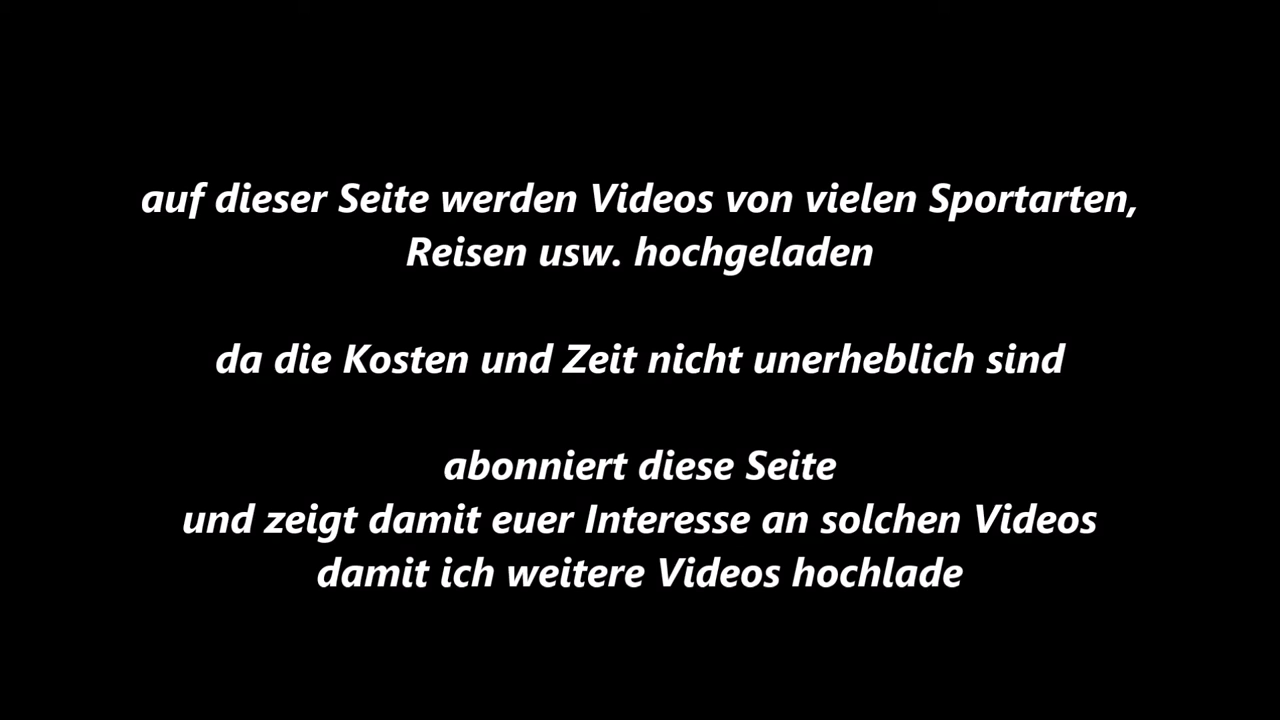 auf dieser Seite werden Videos von vielen Sportarten,
Reisen usw. hochgeladen
da die Kosten und Zeit nicht unerheblich sind
abonniert diese Seite
und zeigt damit euer Interesse an solchen Videos
damit ich weitere Videos hochlade